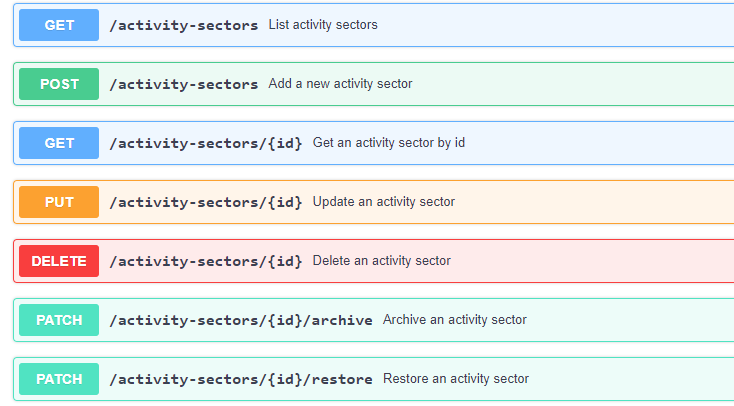 GET /activity-sectors List activity sectors
POST /activity-sectors Add a new activity sector
GET /activity-sectors/{id} Get an activity sector by id
PUT /activity-sectors/{id} Update an activity sector
DELETE /activity-sectors/{id} Delete an activity sector
PATCH /activity-sectors/{id}/archive Archive an activity sector
PATCH /activity-sectors/{id}/restore Restore an activity sector